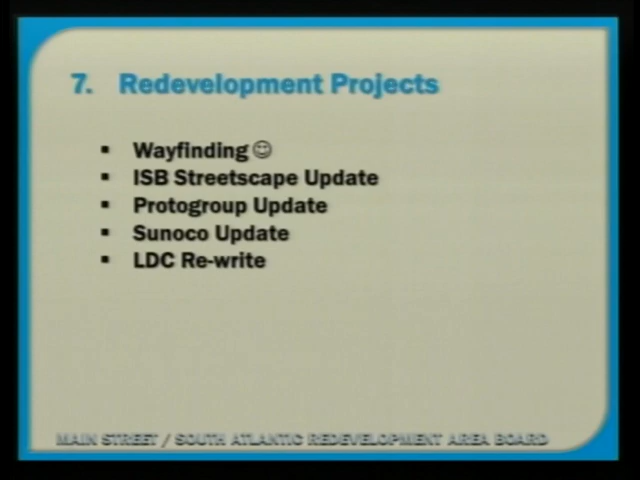 7. Redevelopment Projects
▪ Wayfinding ☺
▪ ISB Streetscape Update
▪ Protogroup Update
▪ Sunoco Update
▪ LDC Re-write
MAIN STREET / SOUTH ATLANTIC REDEVELOPMENT AREA BOARD